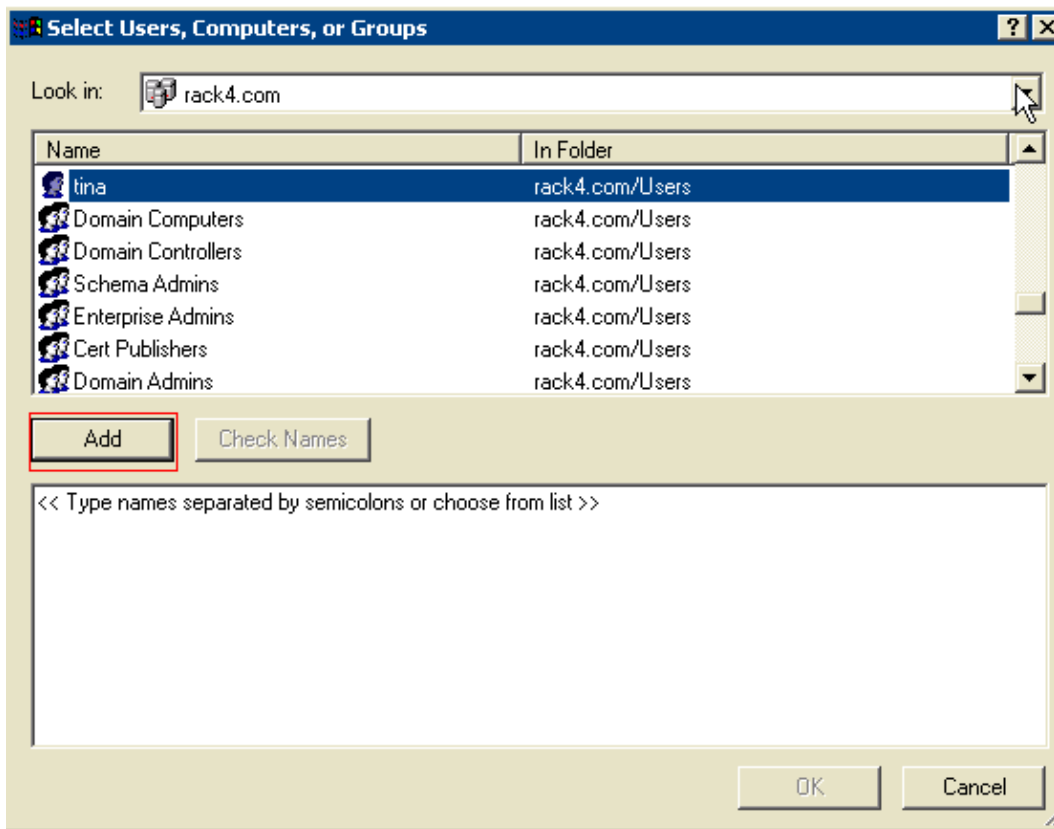 Select Users, Computers, or Groups
Look in: rack4.com
Name In Folder
tina rack4.com/Users
Domain Computers rack4.com/Users
Domain Controllers rack4.com/Users
Schema Admins rack4.com/Users
Enterprise Admins rack4.com/Users
Cert Publishers rack4.com/Users
Domain Admins rack4.com/Users
Add Check Names
<< Type names separated by semicolons or choose from list >>
OK Cancel